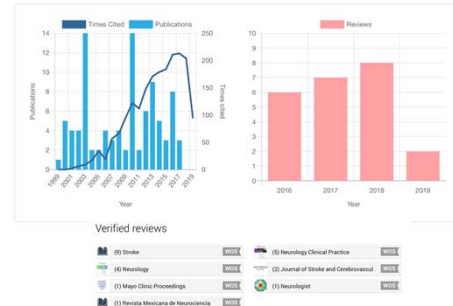 Times Cited
Publications
14
12
10
8
6
4
2
0
250
200
150
100
50
0
Publications
Times cited
1999
2001
2003
2005
2007
2009
2011
2013
2015
2017
2019
Year
Reviews
10
9
8
7
6
5
4
3
2
1
0
2016
2017
2018
2019
Year
Verified reviews
(9) Stroke
WOS
(5) Neurology Clinical Practice
WOS
(4) Neurology
WOS
(2) Journal of Stroke and Cerebrovascul
WOS
(1) Mayo Clinic Proceedings
WOS
(1) Neurologist
WOS
(1) Revista Mexicana de Neurociencia
WOS